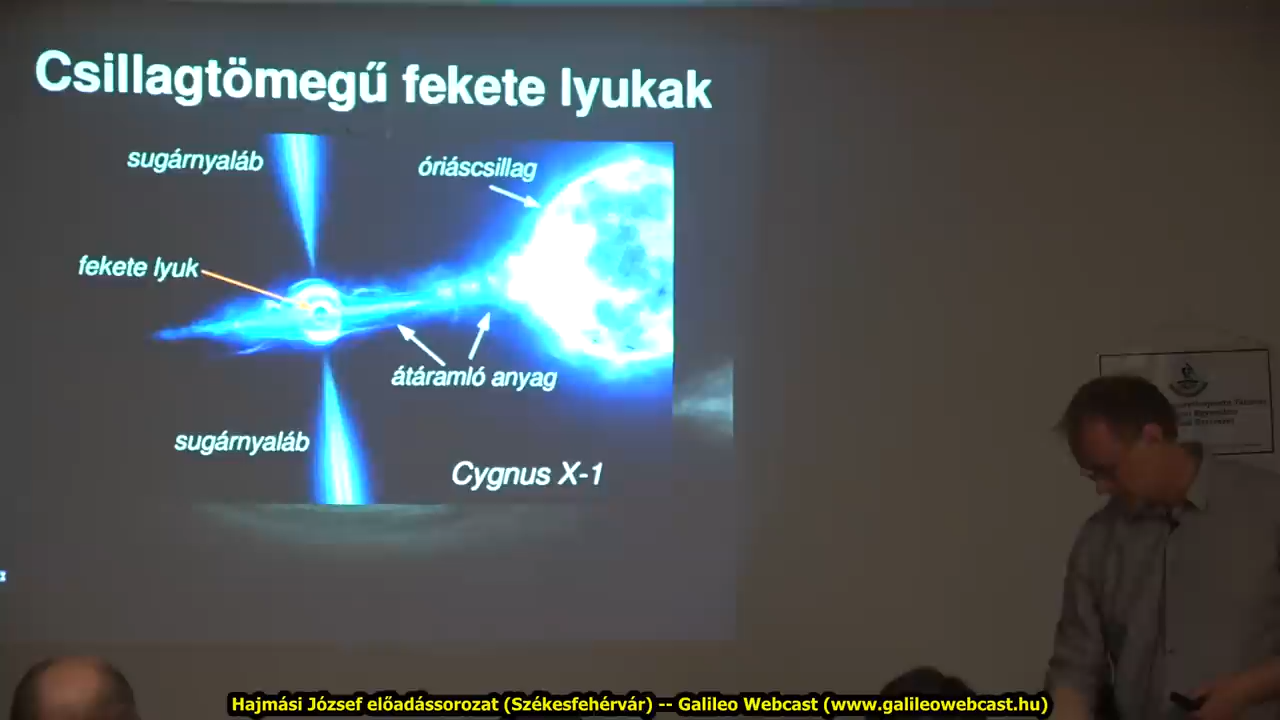 Csillagtömegű fekete lyukak
sugárnyaláb
óriáscsillag
fekete lyuk
átáramló anyag
sugárnyaláb
Cygnus X-1
Hajmási József előadássorozat (Székesfehérvár) -- Galileo Webcast (www.galileowebcast.hu)